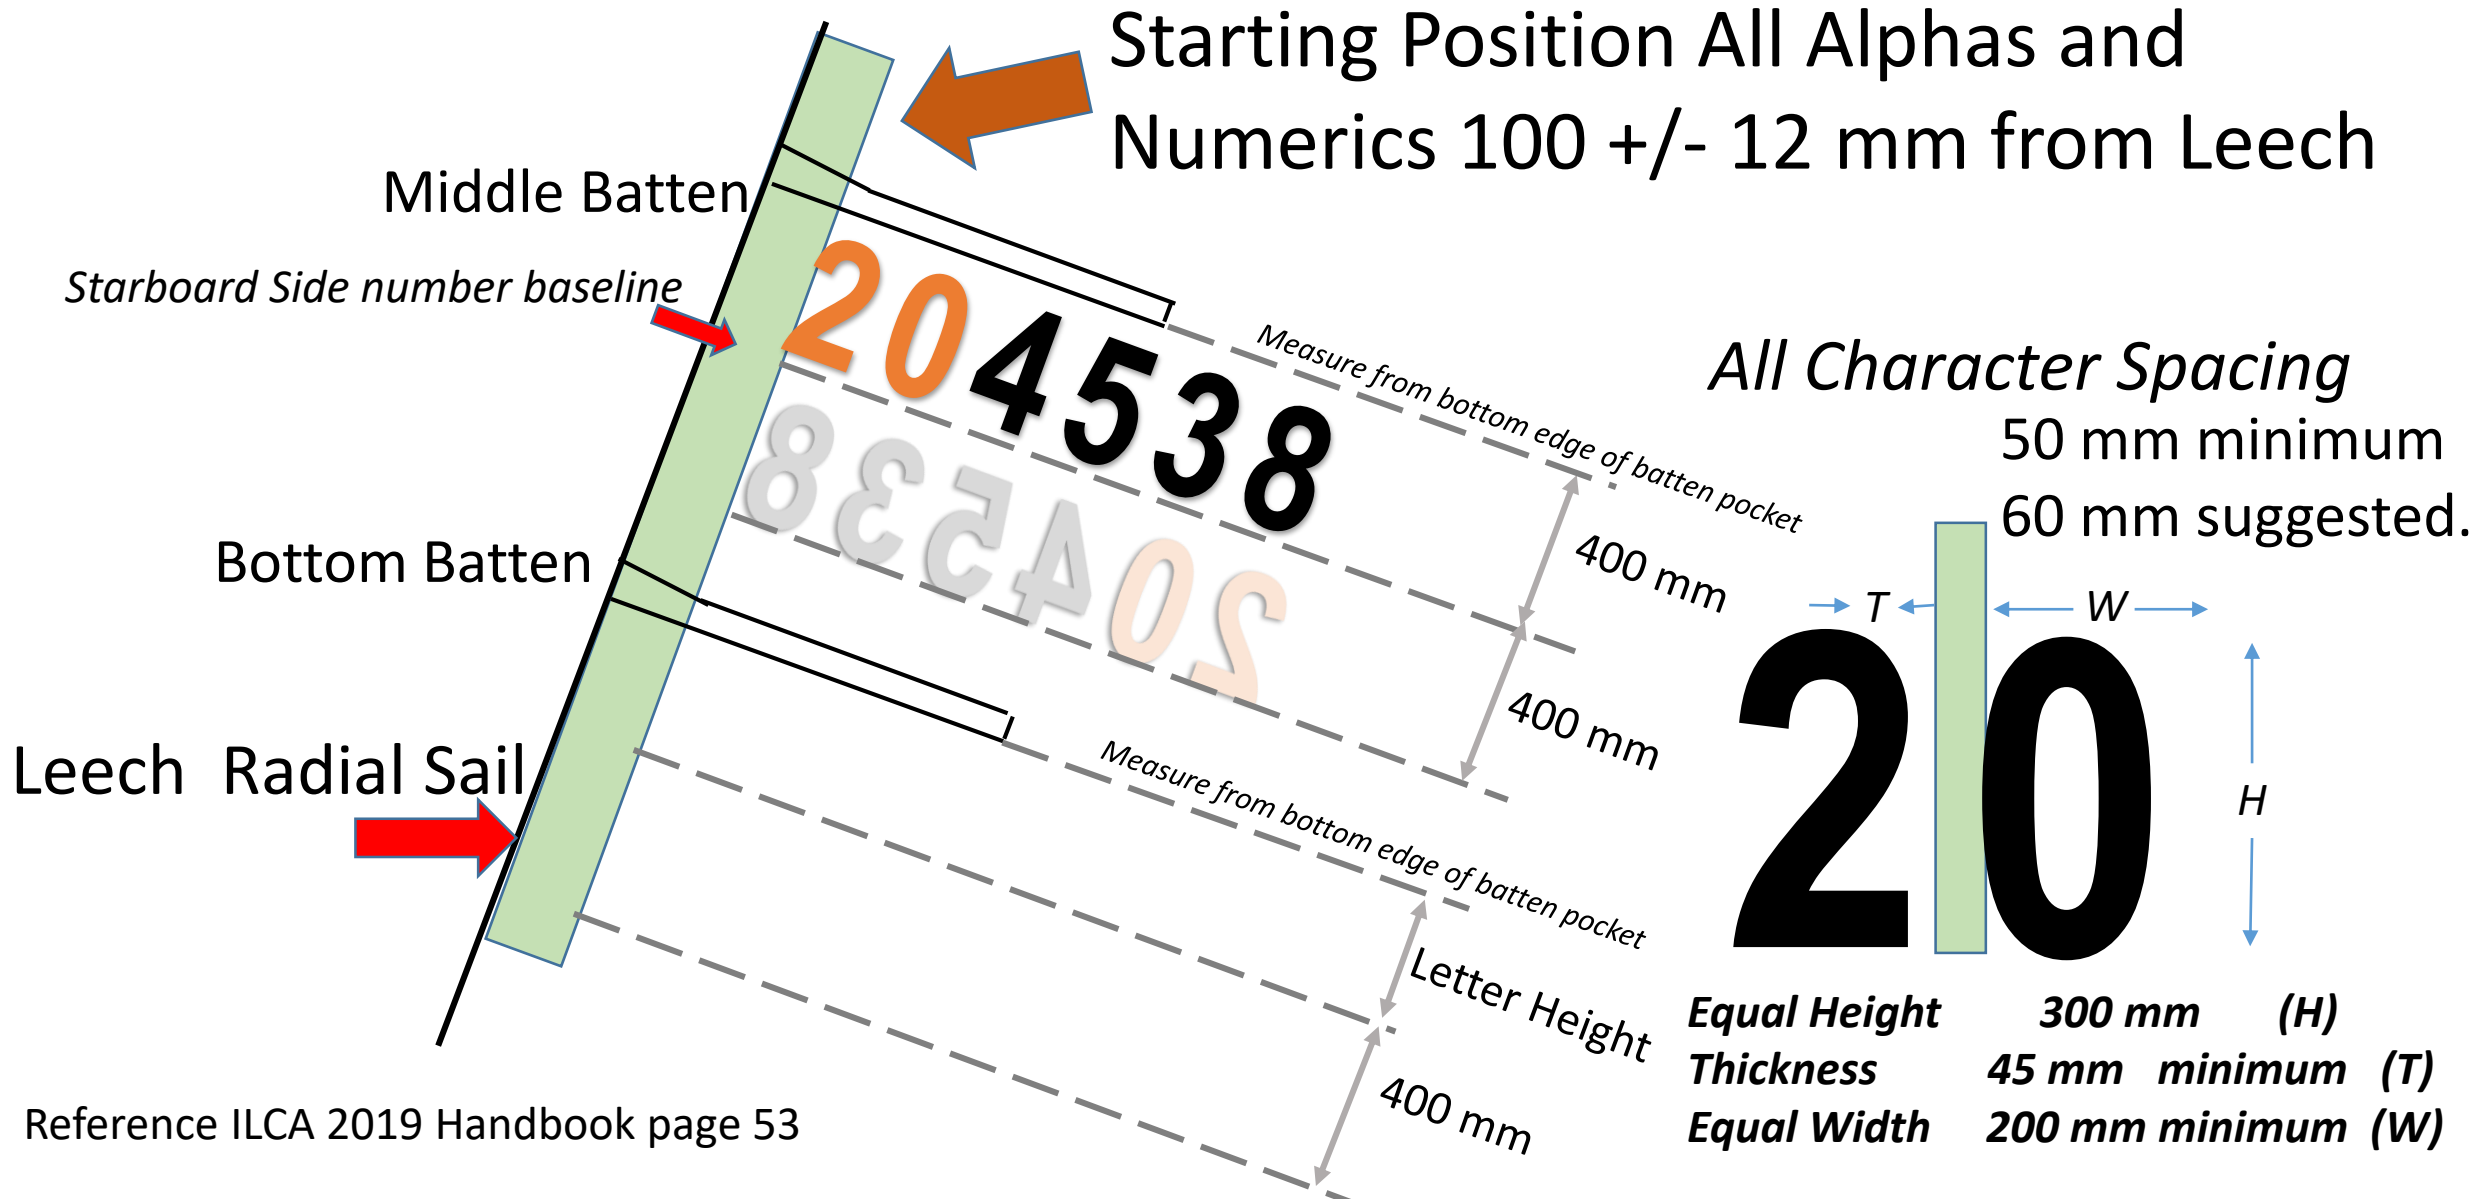 Starting Position All Alphas and
Numerics 100 +/- 12 mm from Leech
Middle Batten
Starboard Side number baseline
204538
Measure from bottom edge of batten pocket
400 mm
204538
400 mm
Bottom Batten
Measure from bottom edge of batten pocket
Letter Height
400 mm
Leech Radial Sail
All Character Spacing
50 mm minimum
60 mm suggested.
T W
20
H
Equal Height 300 mm (H)
Thickness 45 mm minimum (T)
Equal Width 200 mm minimum (W)
Reference ILCA 2019 Handbook page 53